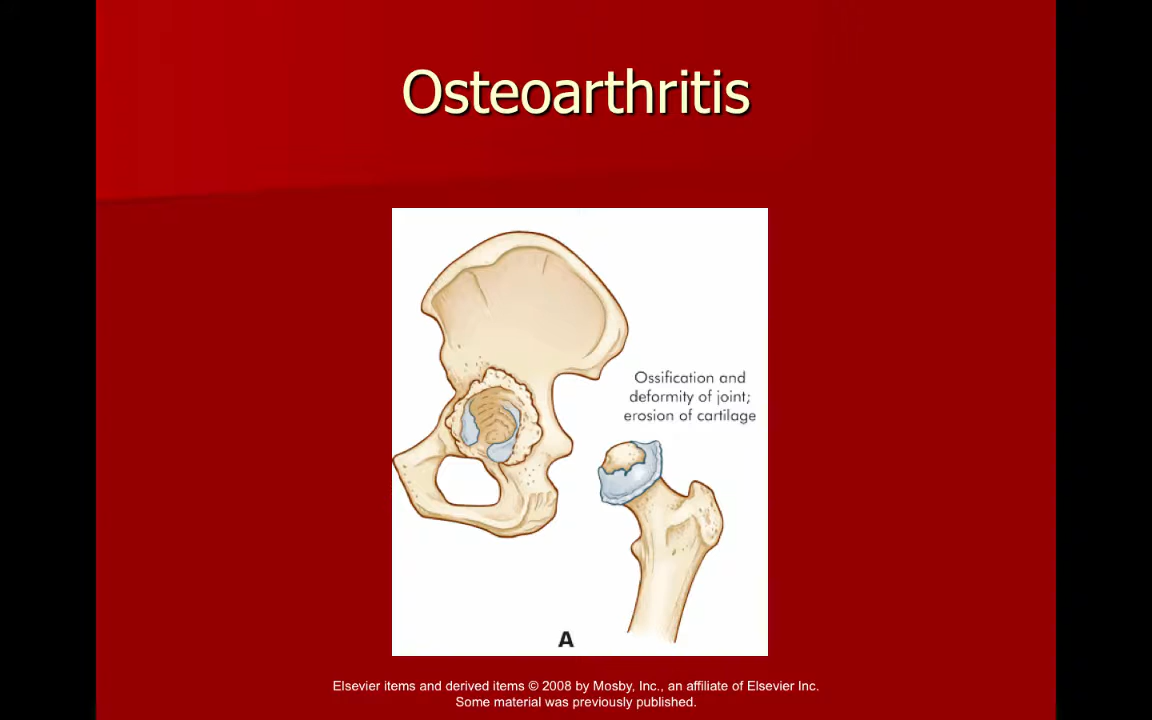 Osteoarthritis
Ossification and
deformity of joint;
erosion of cartilage
A
Elsevier items and derived items © 2008 by Mosby, Inc., an affiliate of Elsevier Inc.
Some material was previously published.